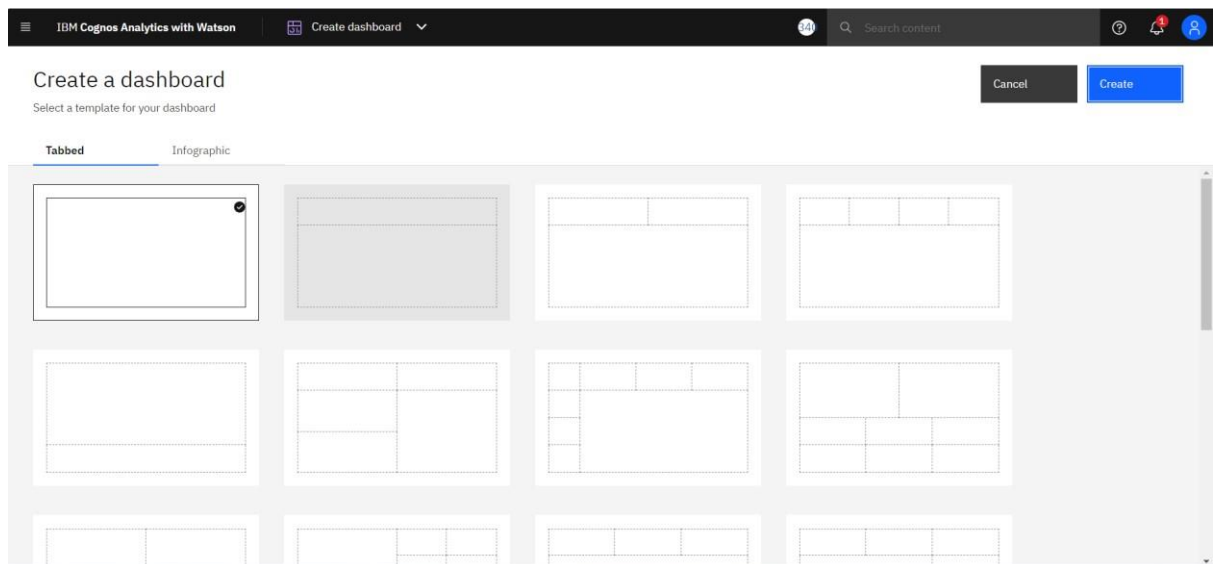 IBM Cognos Analytics with Watson
Create dashboard
Search content
1
Create a dashboard
Cancel
Create
Select a template for your dashboard
Tabbed
Infographic